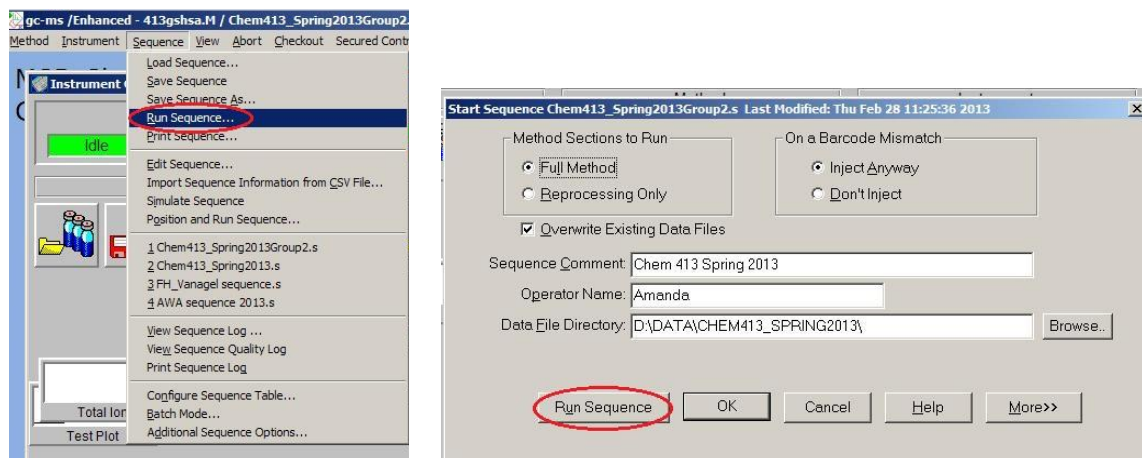 gc-ms /Enhanced - 413gshsa.M / Chem413_Spring2013Group2.
Method Instrument Sequence View Abort Checkout Secured Contr
Instrument
Idle
Total Ion
Test Plot
Load Sequence...
Save Sequence
Save Sequence As...
Run Sequence...
Print Sequence...
Edit Sequence...
Import Sequence Information from CSV File...
Simulate Sequence
Position and Run Sequence...
1 Chem413_Spring2013Group2.s
2 Chem413_Spring2013.s
3 FH_Vanagel sequence.s
4 AWA sequence 2013.s
View Sequence Log ...
View Sequence Quality Log
Print Sequence Log
Configure Sequence Table...
Batch Mode...
Additional Sequence Options...
Start Sequence Chem413_Spring2013Group2.s Last Modified: Thu Feb 28 11:25:36 2013
Method Sections to Run
Full Method
Reprocessing Only
On a Barcode Mismatch
Inject Anyway
Don't Inject
Overwrite Existing Data Files
Sequence Comment: Chem 413 Spring 2013
Operator Name: Amanda
Data File Directory: D:\DATA\CHEM413_SPRING2013\ Browse..
Run Sequence OK Cancel Help More>>